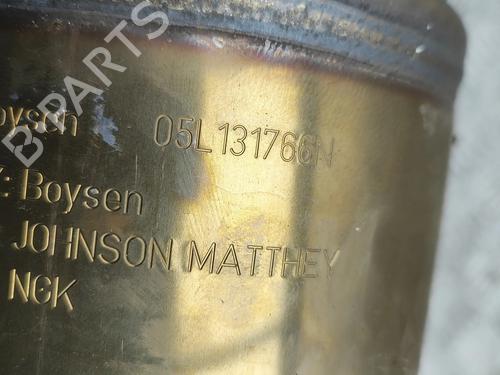 B-PARTS
oysen 05L131766N
: Boysen
JOHNSON MATTHEY
NGK